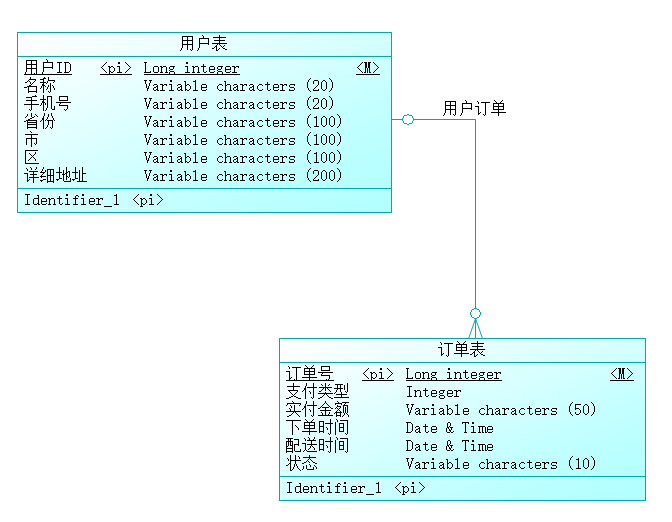 用户表
用户ID <pi> Long integer <M>
名称 Variable characters (20)
手机号 Variable characters (20)
省份 Variable characters (100)
市 Variable characters (100)
区 Variable characters (100)
详细地址 Variable characters (200)
Identifier_1 <pi>
用户订单
订单表
订单号 <pi> Long integer <M>
支付类型 Integer
实付金额 Variable characters (50)
下单时间 Date & Time
配送时间 Date & Time
状态 Variable characters (10)
Identifier_1 <pi>